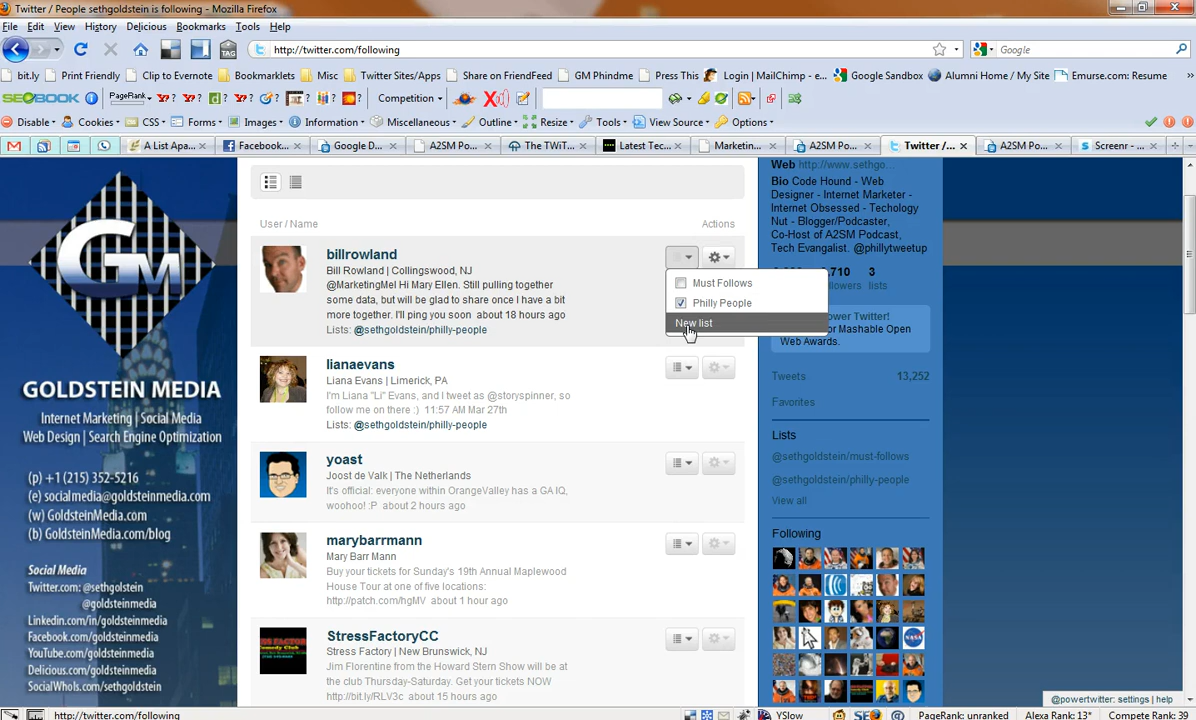 Twitter / People sethgoldstein is following - Mozilla Firefox
File Edit View History Delicious Bookmarks Tools Help
http://twitter.com/following
Google
bit.ly Print Friendly Clip to Evernote Bookmarklets Misc Twitter Sites/Apps Share on FriendFeed GM Phindme Press This Login | MailChimp - e... Google Sandbox Alumni Home / My Site Emurse.com: Resume
SEOBOOK PageRank Competition
Disable Cookies CSS Forms Images Information Miscellaneous Outline Resize Tools View Source Options
A List Apa... Facebook... Google D... A2SM Po... The TWiT... Latest Tec... Marketin... A2SM Po... Twitter /... A2SM Po... Screenr -...
User / Name Actions
billrowland
Bill Rowland | Collingswood, NJ
@MarketingMel Hi Mary Ellen. Still pulling together
some data, but will be glad to share once I have a bit
more time. I'll ping you soon about 18 hours ago
Lists: @sethgoldstein/philly-people
Must Follows
Philly People
New list
lianaevans
Liana Evans | Limerick, PA
I'm Liana "Li" Evans, and I tweet as @storyspinner, so
follow me on there :) 11:57 AM Mar 27th
Lists: @sethgoldstein/philly-people
yoast
Joost de Valk | The Netherlands
It's official: everyone within OrangeValley has a GA IQ,
woohoo! :P about 2 hours ago
marybarrmann
Mary Barr Mann
Buy your tickets for Sunday's 19th Annual Maplewood
House Tour at one of five locations:
http://patch.com/hgMV about 1 hour ago
StressFactoryCC
Stress Factory | New Brunswick, NJ
Jim Florentine from the Howard Stern Show will be at
the club Thursday-Saturday. Get your tickets NOW
http://bit.ly/RLV3c about 15 hours ago
GM
GOLDSTEIN MEDIA
Internet Marketing | Social Media
Web Design | Search Engine Optimization
(p) +1 (215) 352-5216
(e) socialmedia@goldsteinmedia.com
(w) GoldsteinMedia.com
(b) GoldsteinMedia.com/blog
Social Media
Twitter.com: @sethgoldstein
@goldsteinmedia
Linkedin.com/in/goldsteinmedia
Facebook.com/goldsteinmedia
YouTube.com/goldsteinmedia
Delicious.com/goldsteinmedia
SocialWhoIs.com/sethgoldstein
Web http://www.sethgo...
Bio Code Hound - Web
Designer - Internet Marketer -
Internet Obsessed - Techology
Nut - Blogger/Podcaster,
Co-Host of A2SM Podcast,
Tech Evangalist. @phillytweetup
,710 3
lists
ower Twitter!
or Mashable Open
Web Awards.
Tweets 13,252
Favorites
Lists
@sethgoldstein/must-follows
@sethgoldstein/philly-people
View all
Following
@powertwitter: settings | help
http://twitter.com/following YSlow PageRank: unranked Alexa Rank: 13* Compete Rank: 39